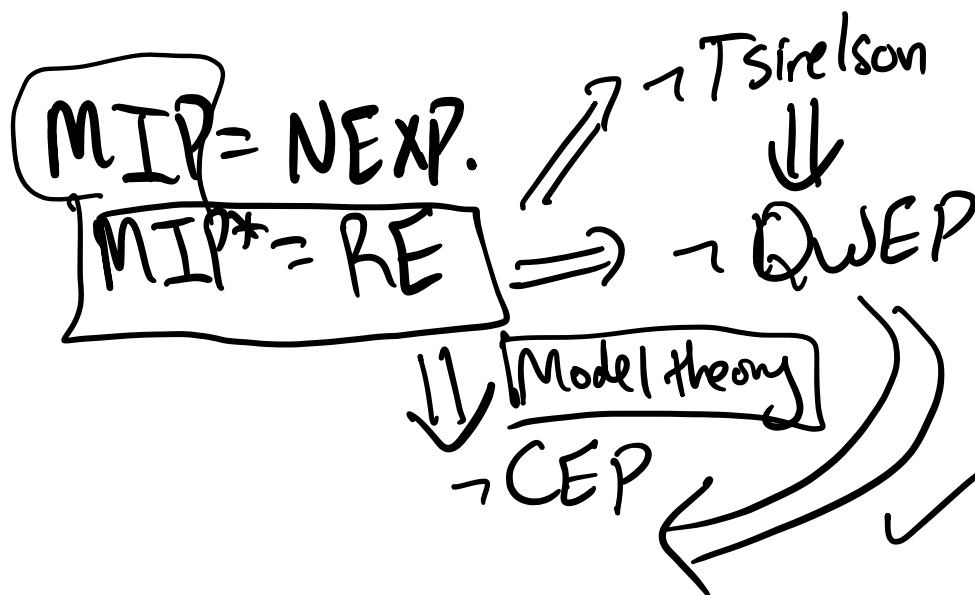 ¬ Tsirelson
MIP = NEXP.
MIP* = RE
¬ QWEP
Model theory
¬ CEP